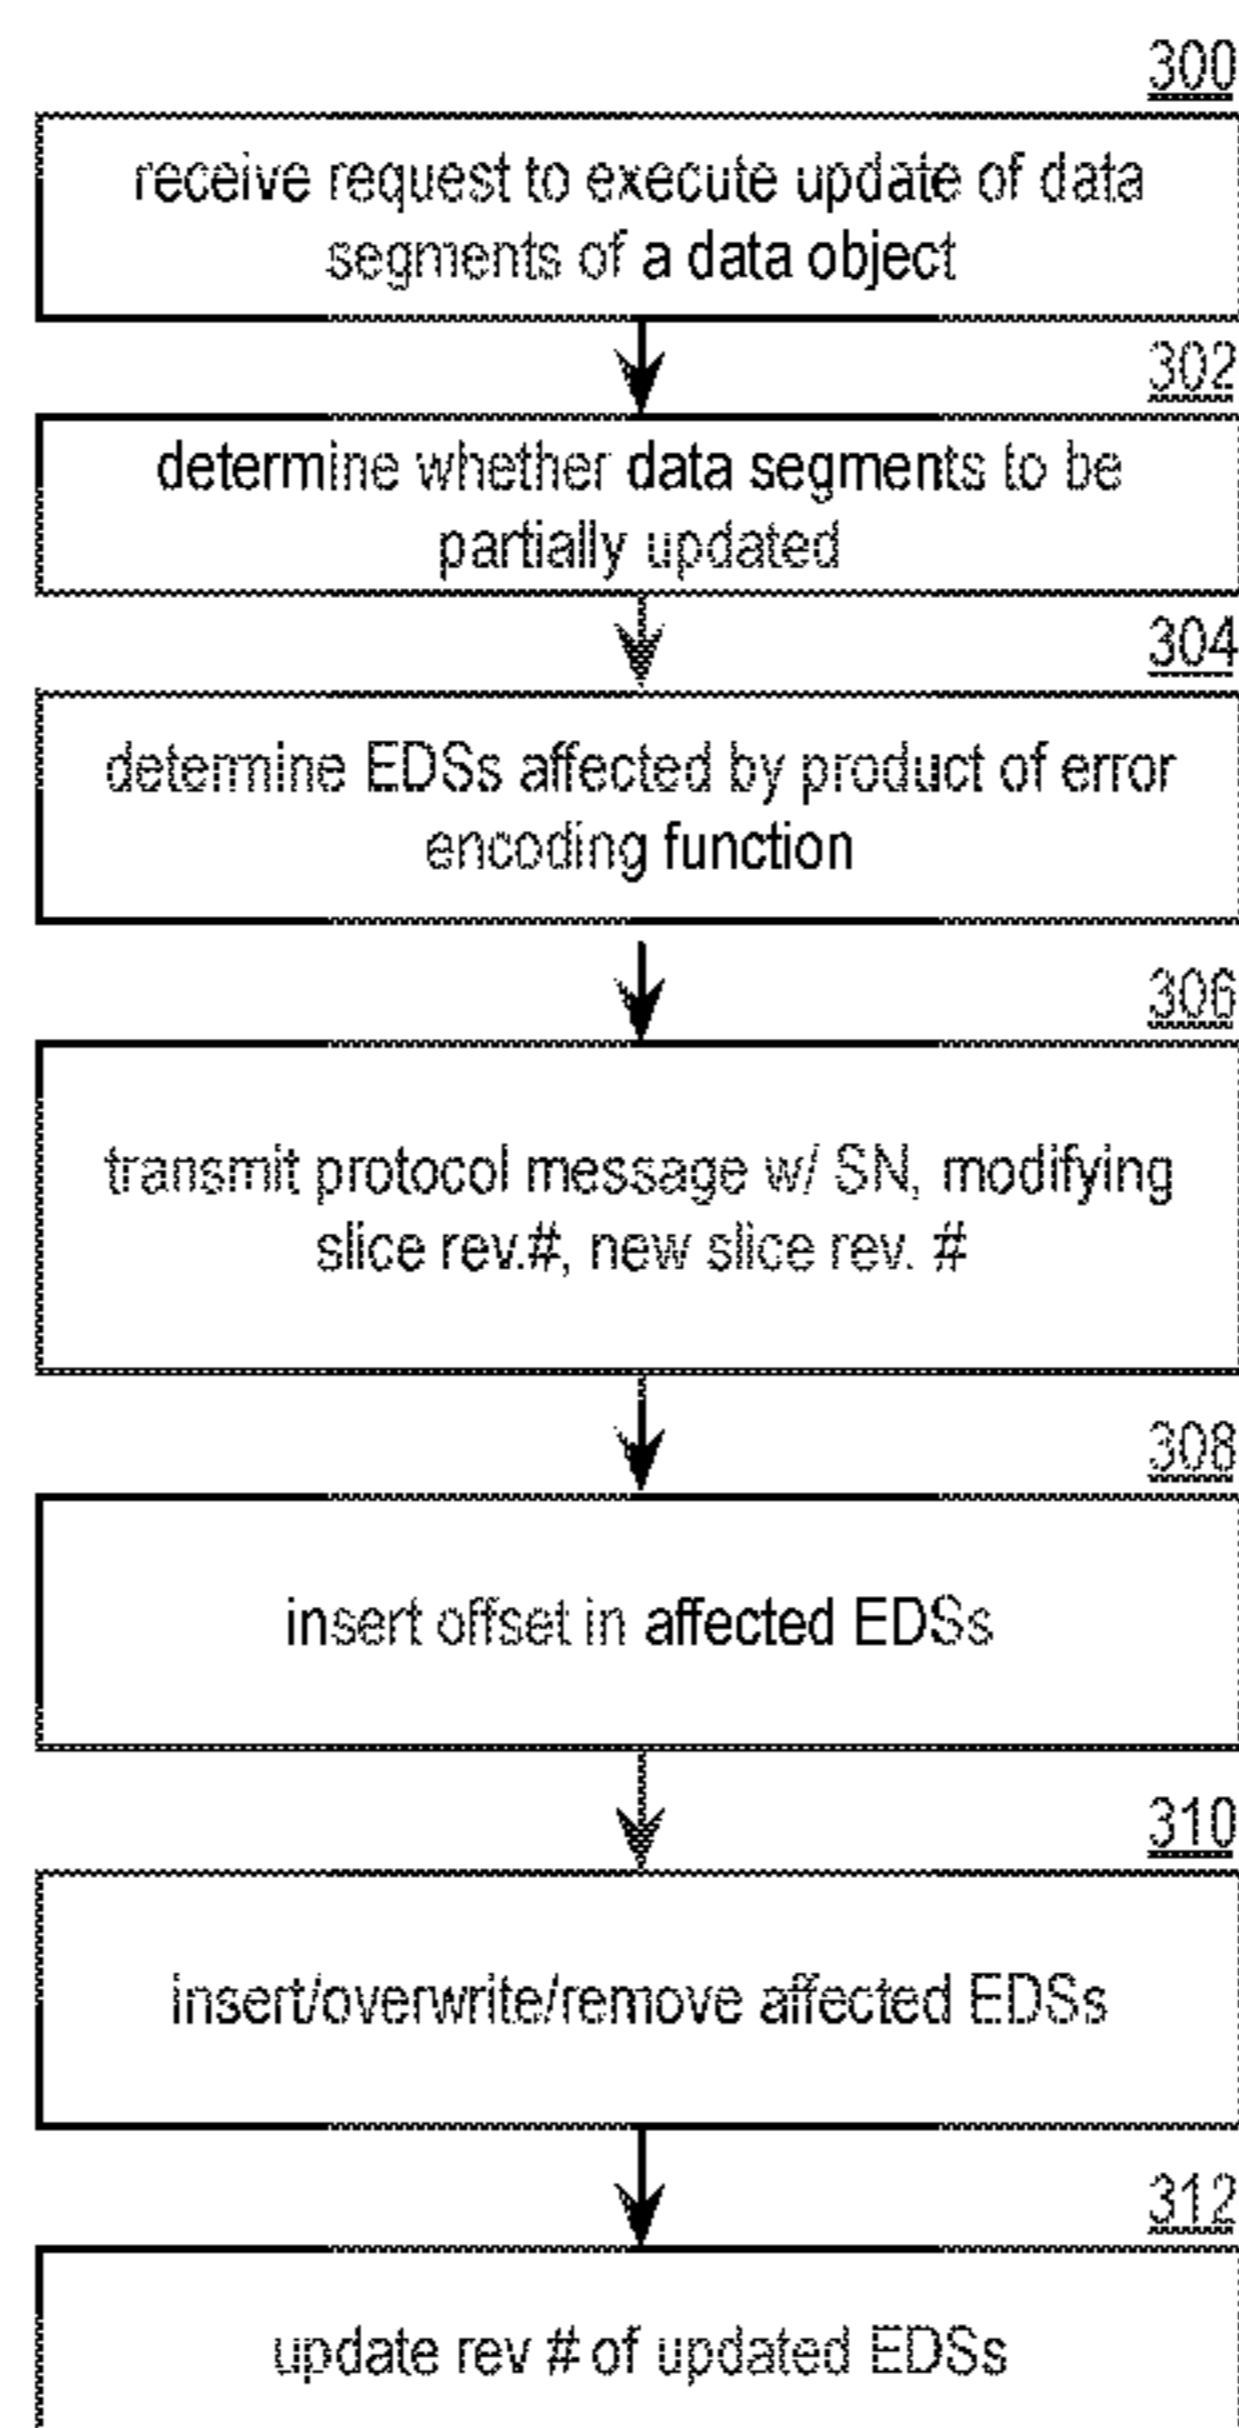 300
receive request to execute update of data
segments of a data object
302
determine whether data segments to be
partially updated
304
determine EDSs affected by product of error
encoding function
306
transmit protocol message w/ SN, modifying
slice rev.#, new slice rev. #
308
insert offset in affected EDSs
310
insert/overwrite/remove affected EDSs
312
update rev # of updated EDSs